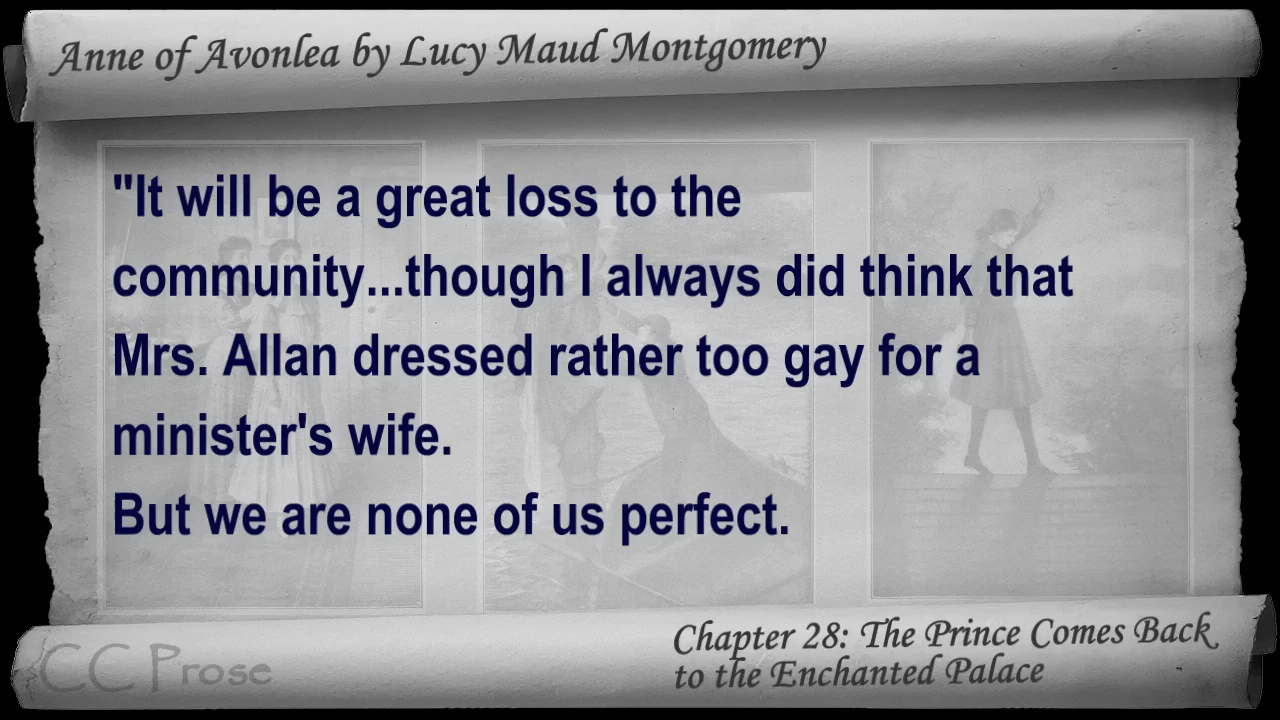 Anne of Avonlea by Lucy Maud Montgomery
"It will be a great loss to the
community...though I always did think that
Mrs. Allan dressed rather too gay for a
minister's wife.
But we are none of us perfect.
CC Prose
Chapter 28: The Prince Comes Back
to the Enchanted Palace